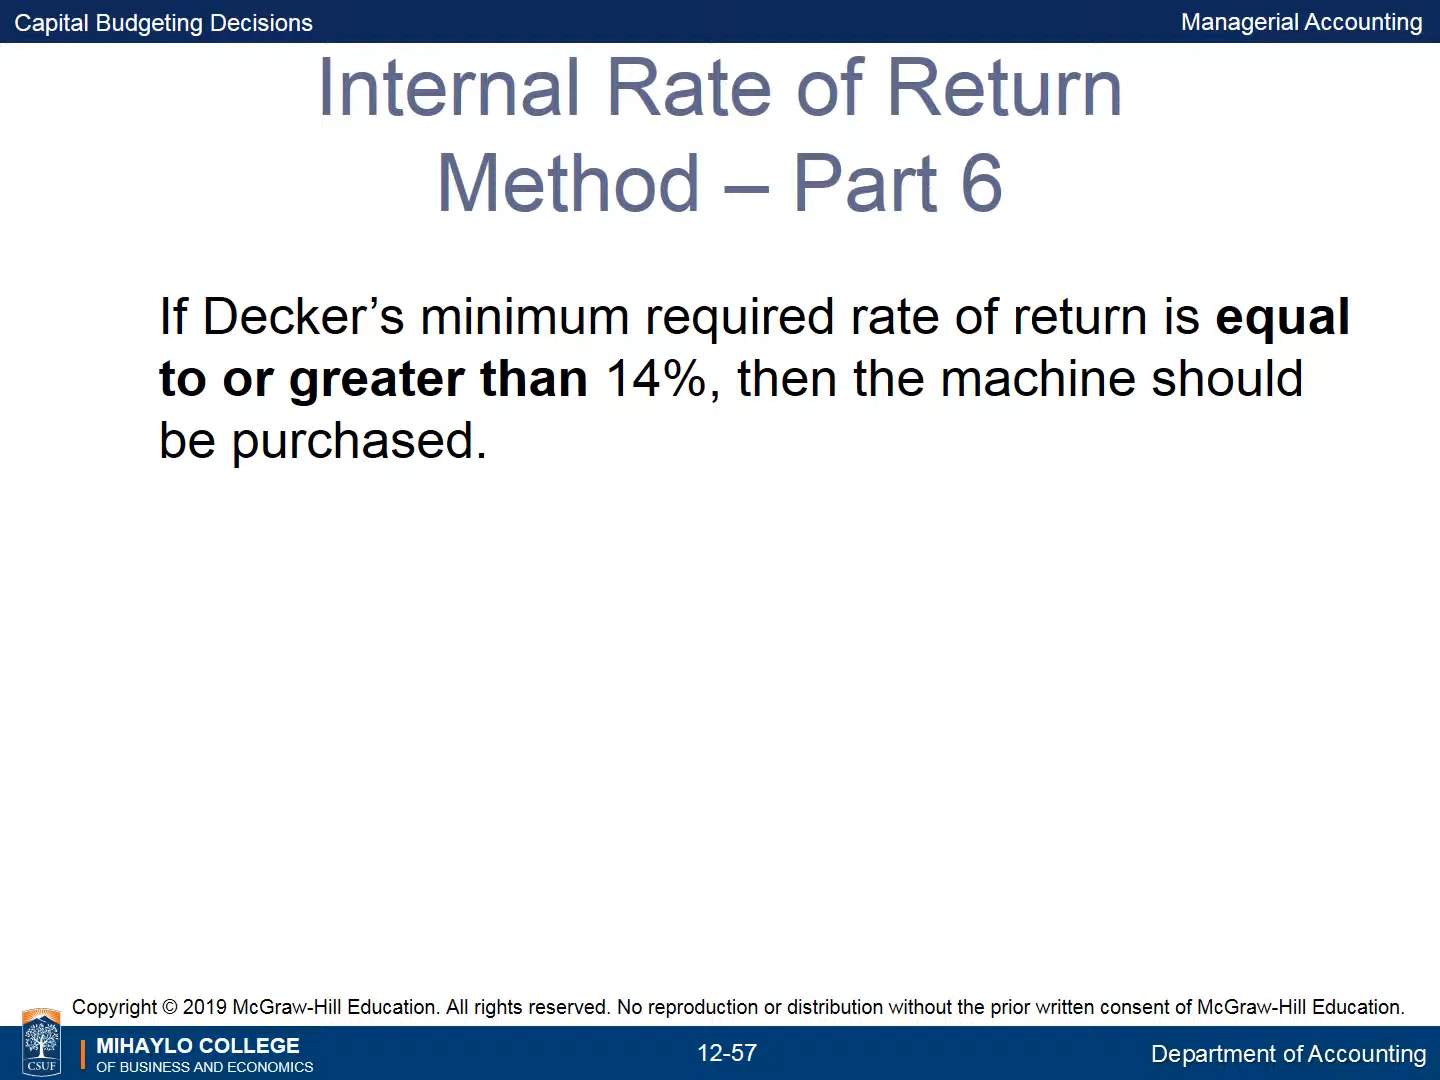 Capital Budgeting Decisions
Managerial Accounting
Internal Rate of Return
Method – Part 6
If Decker’s minimum required rate of return is equal
to or greater than 14%, then the machine should
be purchased.
Copyright © 2019 McGraw-Hill Education. All rights reserved. No reproduction or distribution without the prior written consent of McGraw-Hill Education.
CSUF
MIHAYLO COLLEGE
OF BUSINESS AND ECONOMICS
12-57
Department of Accounting